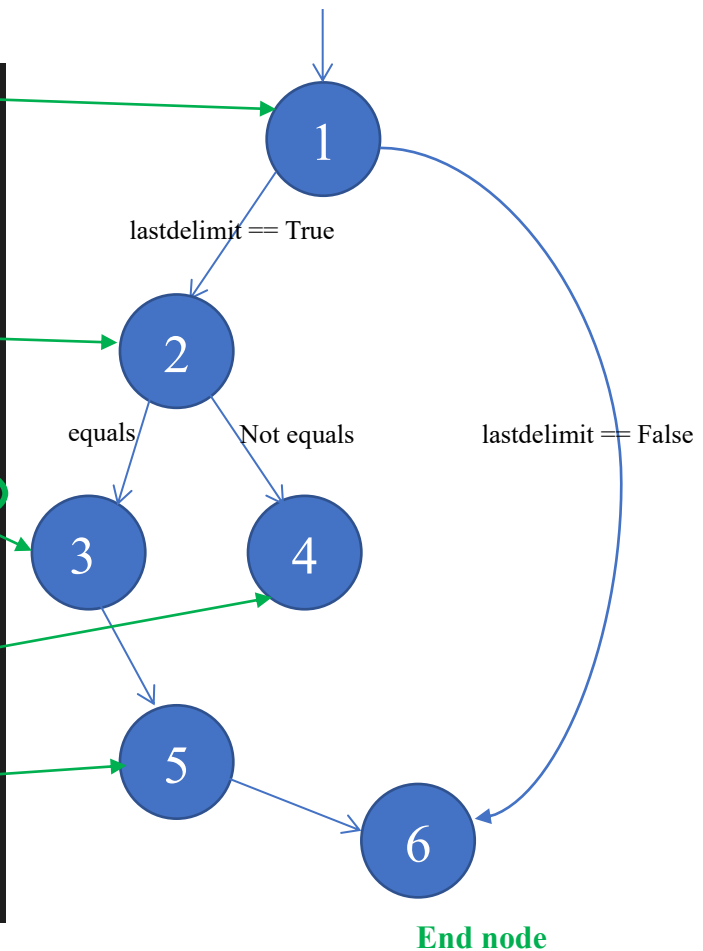 1
lastdelimit == True
2
equals
Not equals
lastdelimit == False
3
4
5
6
End node